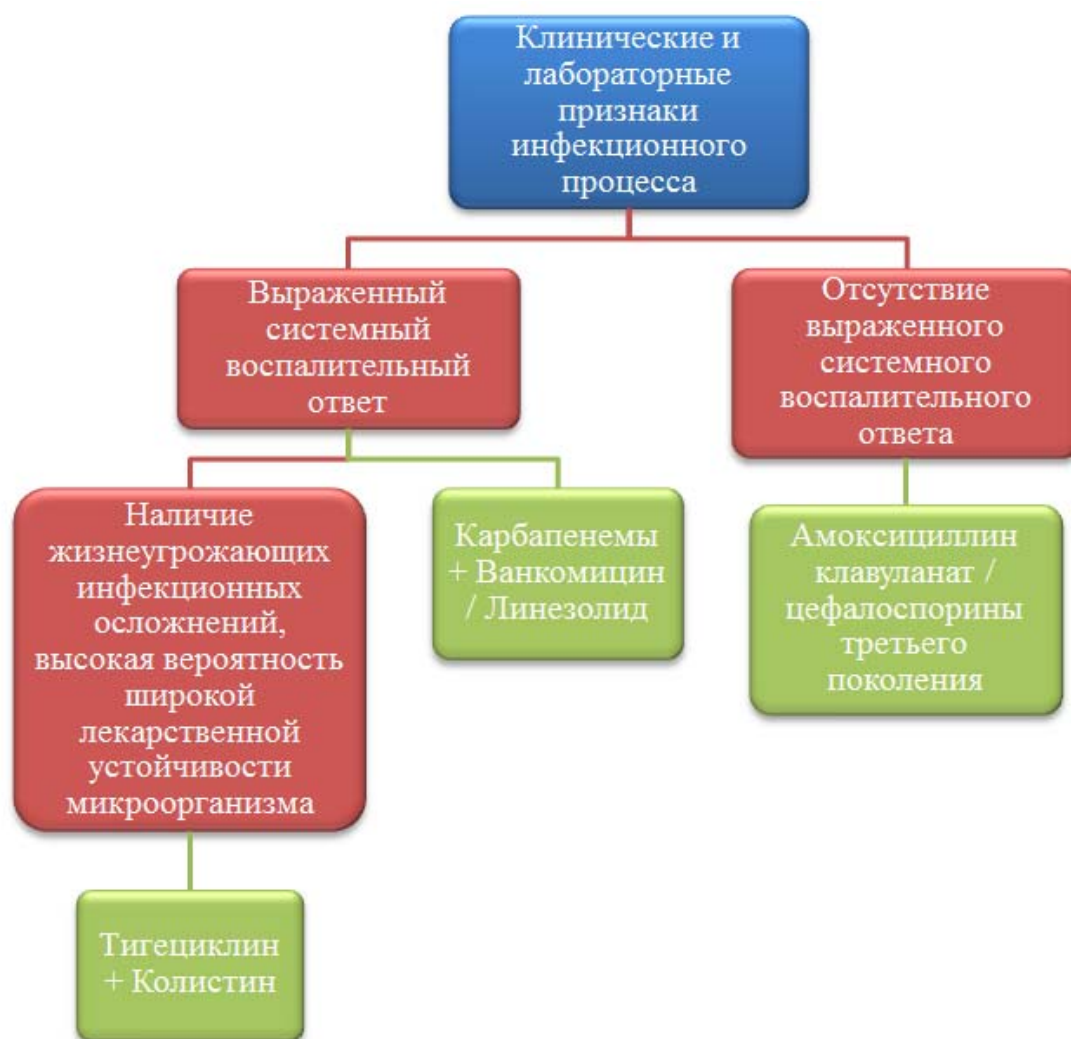 Клинические и
лабораторные
признаки
инфекционного
процесса
Выраженный
системный
воспалительный
ответ
Отсутствие
выраженного
системного
воспалительного
ответа
Наличие
жизнеугрожающих
инфекционных
осложнений,
высокая вероятность
широкой
лекарственной
устойчивости
микроорганизма
Карбапенемы
+ Ванкомицин
/ Линезолид
Амоксициллин
клавуланат /
цефалоспорины
третьего
поколения
Тигециклин
+ Колистин